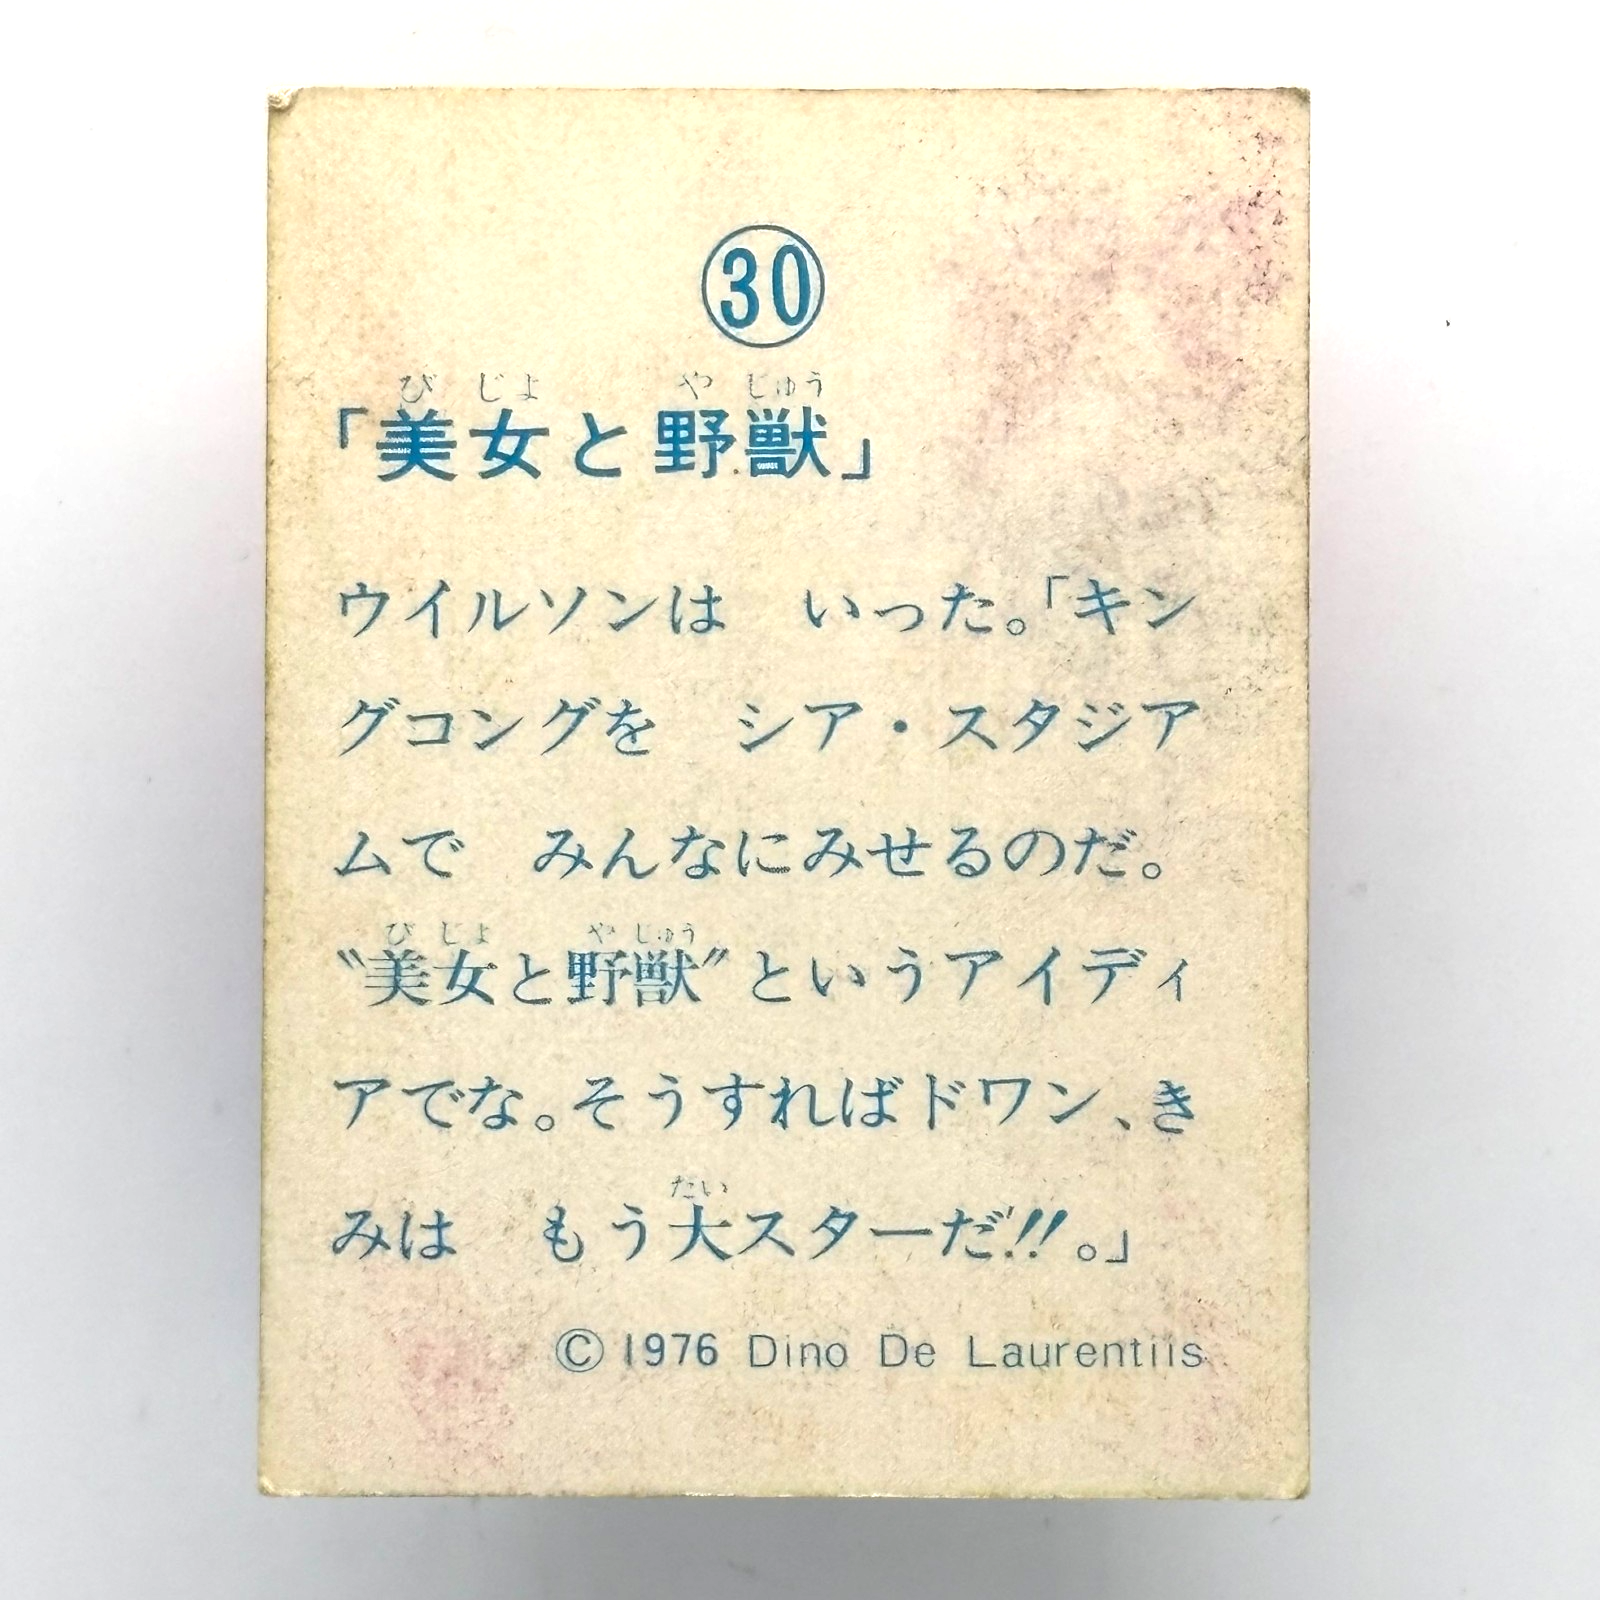 30
びじょ やじゅう
「美女と野獣」
ウイルソンは いった。「キン
グコングを シア・スタジア
ムで みんなにみせるのだ。
びじょ やじゅう
〝美女と野獣〞というアイディ
アでな。そうすればドワン、き
たい
みは もう大スターだ!!。」
©1976 Dino De Laurentiis